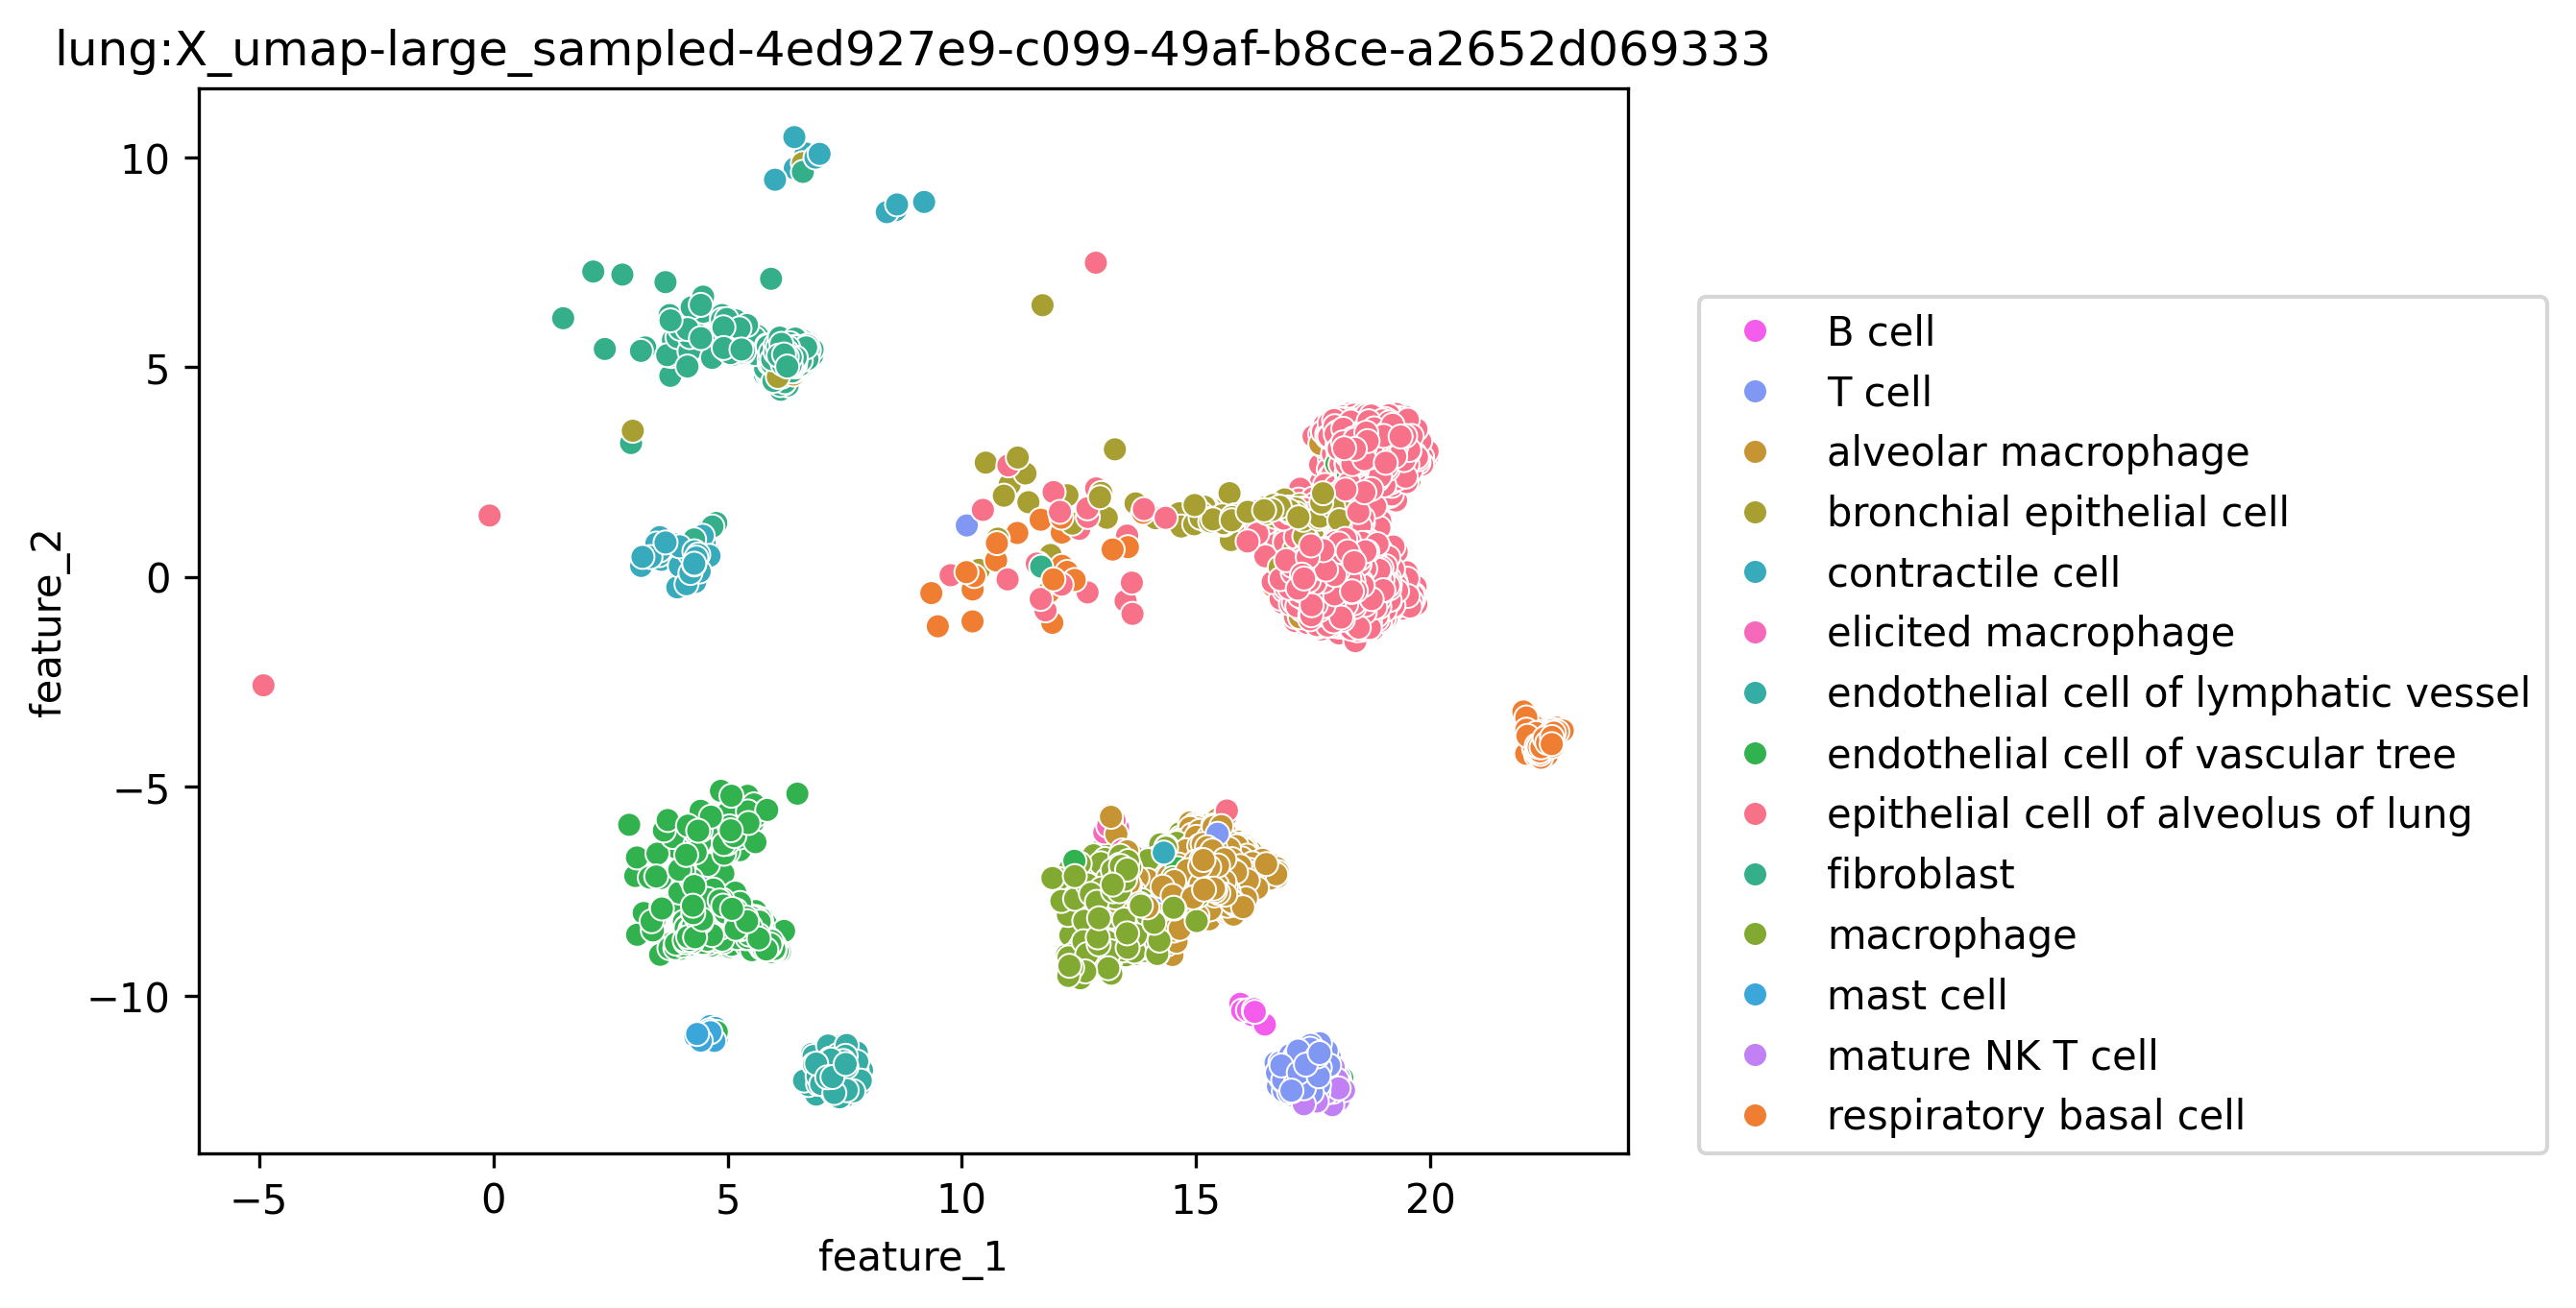 lung:X_umap-large_sampled-4ed927e9-c099-49af-b8ce-a2652d069333
10
5
0
−5
−10
feature_2
−5
0
5
10
15
20
feature_1
B cell
T cell
alveolar macrophage
bronchial epithelial cell
contractile cell
elicited macrophage
endothelial cell of lymphatic vessel
endothelial cell of vascular tree
epithelial cell of alveolus of lung
fibroblast
macrophage
mast cell
mature NK T cell
respiratory basal cell